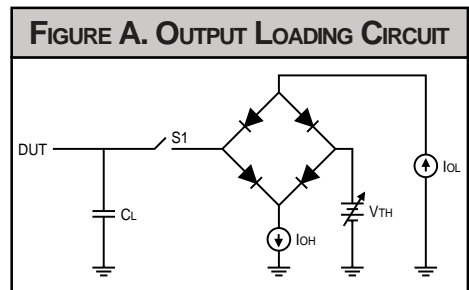 FIGURE A. OUTPUT LOADING CIRCUIT
DUT
S1
IOL
CL
VTH
IOH